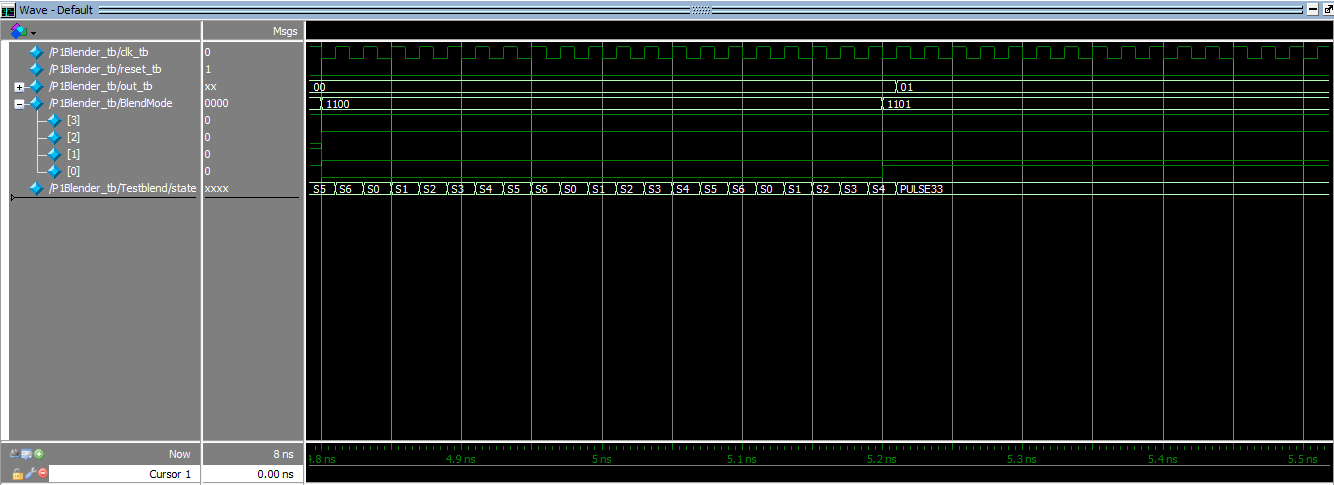 Wave - Default
Msgs
/P1Blender_tb/clk_tb 0
/P1Blender_tb/reset_tb 1
/P1Blender_tb/out_tb xx 00 01
/P1Blender_tb/BlendMode 0000 1100 1101
[3] 0
[2] 0
[1] 0
[0] 0
/P1Blender_tb/Testblend/state xxxx S5 S6 S0 S1 S2 S3 S4 S5 S6 S0 S1 S2 S3 S4 S5 S6 S0 S1 S2 S3 S4 PULSE33
Now 8 ns 4.8 ns 4.9 ns 5 ns 5.1 ns 5.2 ns 5.3 ns 5.4 ns 5.5 ns
Cursor 1 0.00 ns